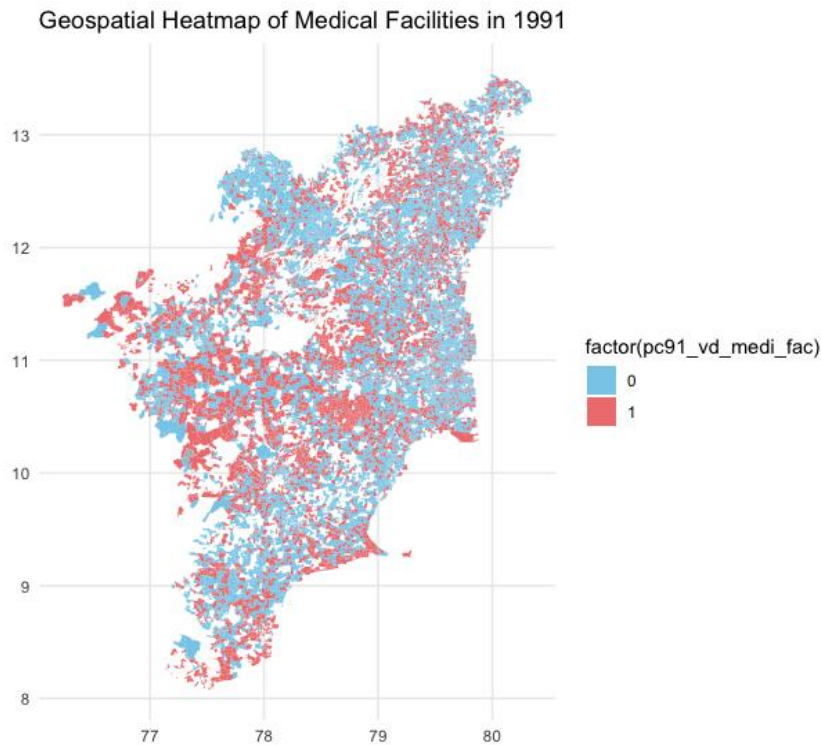 Geospatial Heatmap of Medical Facilities in 1991
13
12
11
10
9
8
77 78 79 80
factor(pc91_vd_medi_fac)
0
1